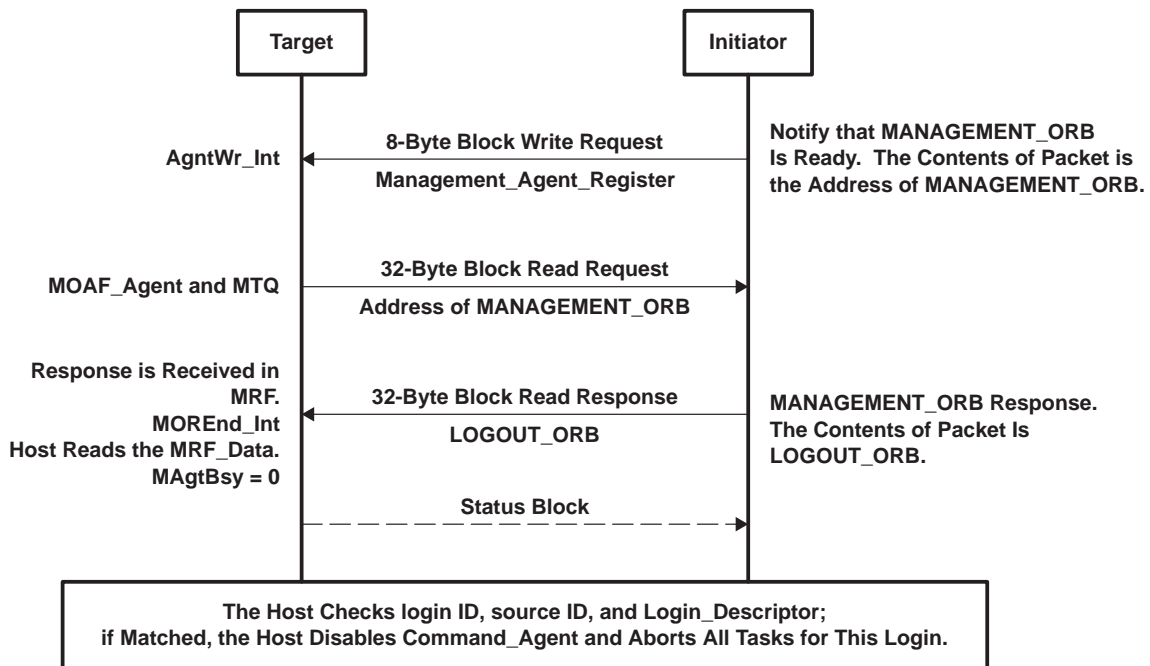 Target
Initiator
AgntWr_Int
8-Byte Block Write Request
Management_Agent_Register
Notify that MANAGEMENT_ORB
Is Ready. The Contents of Packet is
the Address of MANAGEMENT_ORB.
MOAF_Agent and MTQ
32-Byte Block Read Request
Address of MANAGEMENT_ORB
Response is Received in
MRF.
MOREnd_Int
Host Reads the MRF_Data.
MAgtBsy = 0
32-Byte Block Read Response
LOGOUT_ORB
MANAGEMENT_ORB Response.
The Contents of Packet Is
LOGOUT_ORB.
Status Block
The Host Checks login ID, source ID, and Login_Descriptor;
if Matched, the Host Disables Command_Agent and Aborts All Tasks for This Login.